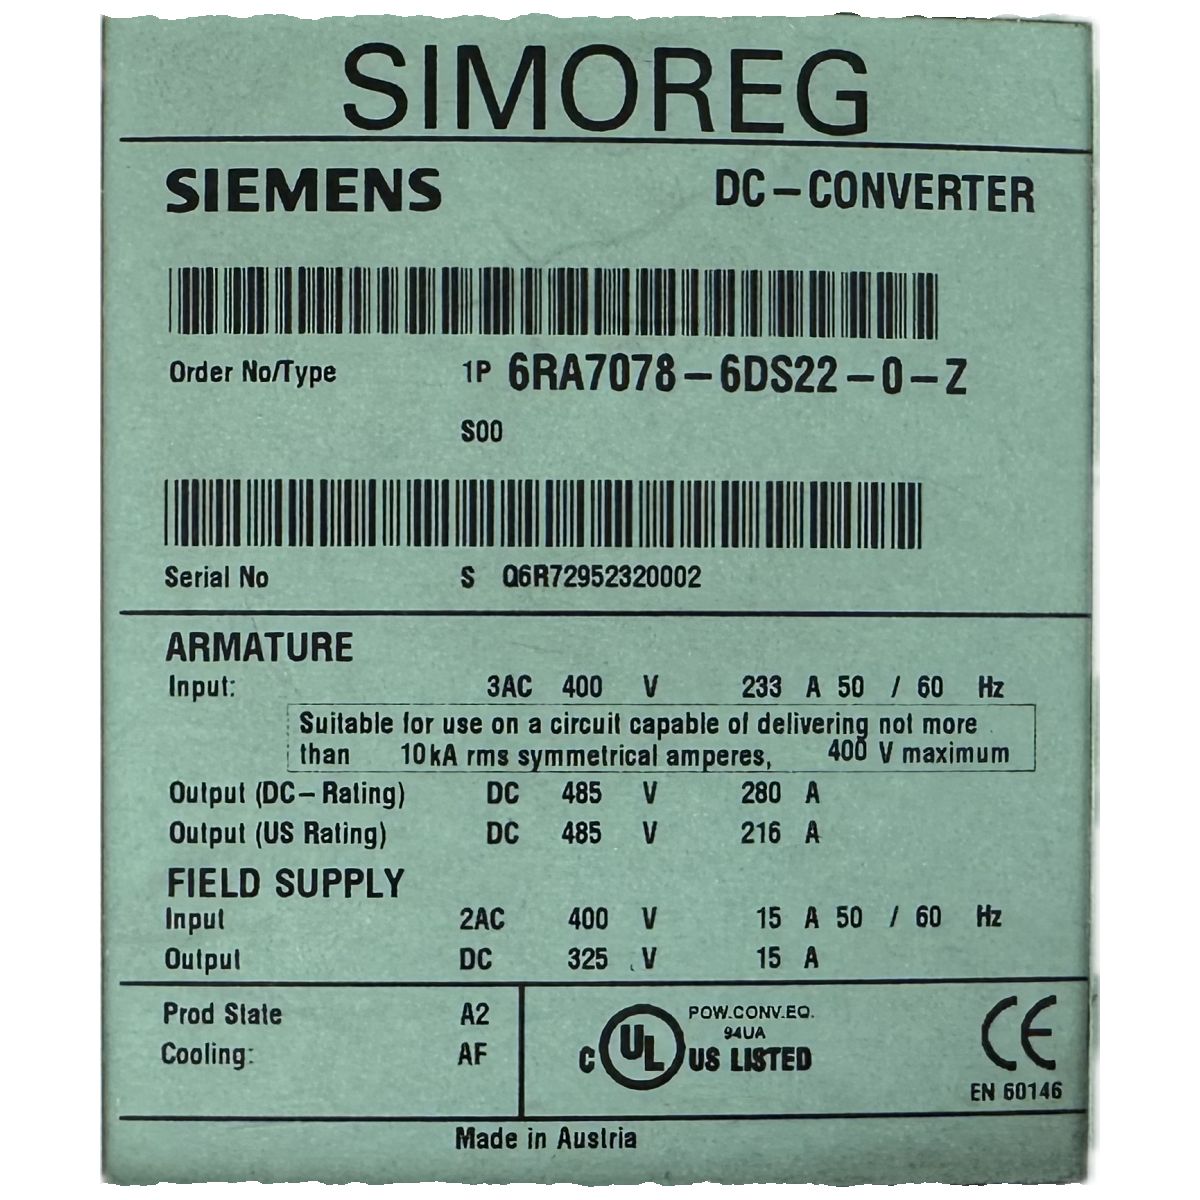 SIMOREG
SIEMENS DC-CONVERTER
Order No/Type 1P 6RA7078-6DS22-0-Z
S00
Serial No S Q6R72952320002
ARMATURE
Input: 3AC 400 V 233 A 50 / 60 Hz
Suitable for use on a circuit capable of delivering not more
than 10kA rms symmetrical amperes, 400 V maximum
Output (DC-Rating) DC 485 V 280 A
Output (US Rating) DC 485 V 216 A
FIELD SUPPLY
Input 2AC 400 V 15 A 50 / 60 Hz
Output DC 325 V 15 A
Prod State A2
Cooling: AF
POW.CONV.EQ.
94UA
C UL US LISTED
CE
EN 60146
Made in Austria